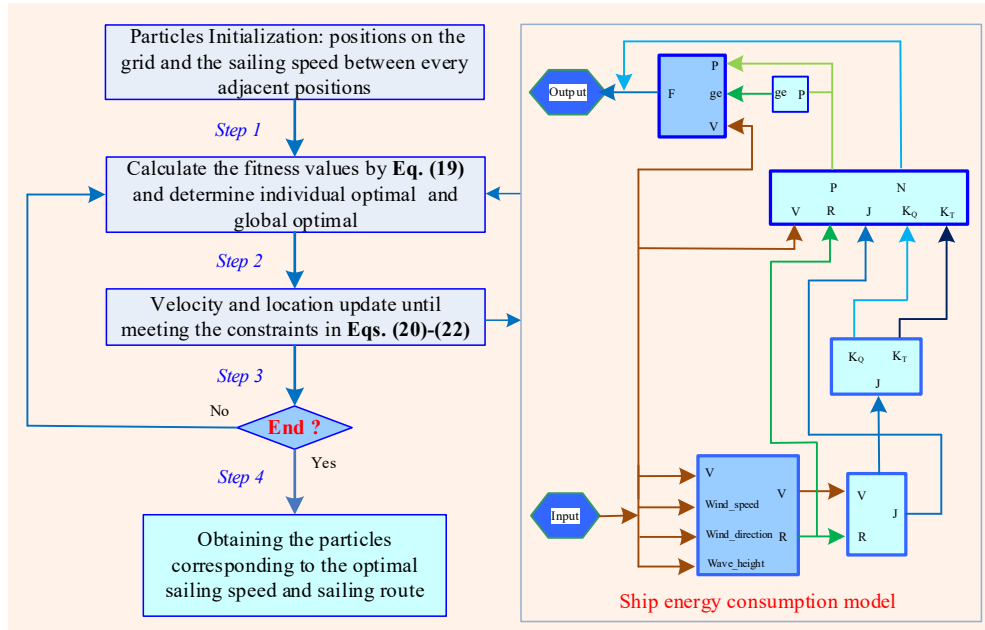 Particles Initialization: positions on the
grid and the sailing speed between every
adjacent positions
Step 1
Calculate the fitness values by Eq. (19)
and determine individual optimal and
global optimal
Step 2
Velocity and location update until
meeting the constraints in Eqs. (20)-(22)
Step 3
No
End ?
Yes
Step 4
Obtaining the particles
corresponding to the optimal
sailing speed and sailing route
Output
F
P
ge
V
ge P
P N
V R J KQ KT
KQ KT
J
Input
V
Wind_speed
Wind_direction
Wave_height
V
R
V
R
J
Ship energy consumption model